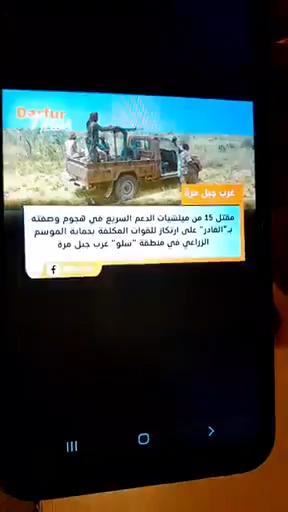 Darfur
غرب جبل مرة
مقتل 15 من ميلشيات الدعم السريع في هجوم وصفته
بـ"الغادر" على ارتكاز للقوات المكلفة بحماية الموسم
الزراعي في منطقة "سلو" غرب جبل مرة